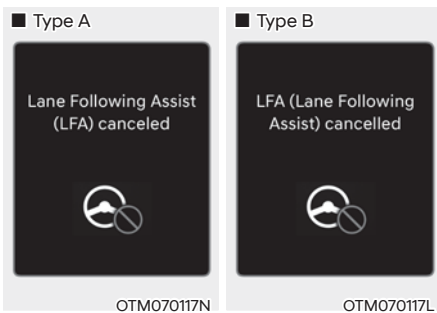 ■ Type A
Lane Following Assist
(LFA) canceled
OTM070117N
■ Type B
LFA (Lane Following
Assist) cancelled
OTM070117L